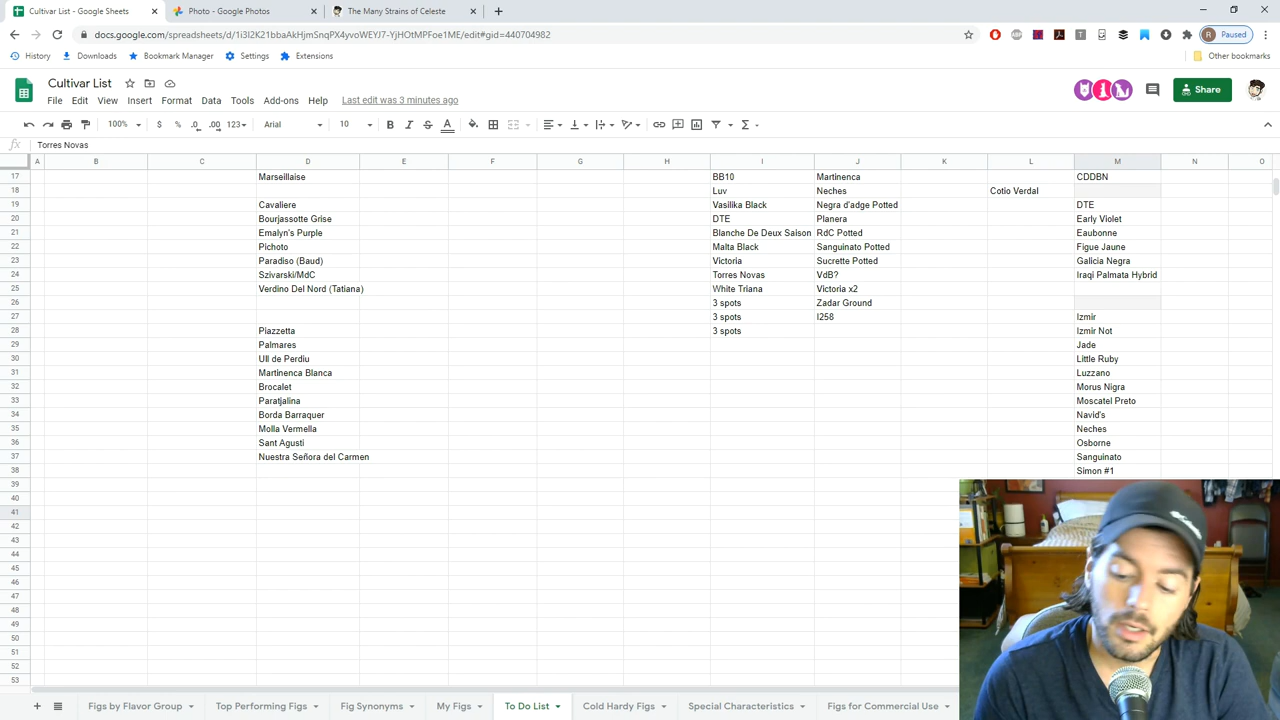 Cultivar List - Google Sheets × Photo - Google Photos × The Many Strains of Celeste × +
docs.google.com/spreadsheets/d/1i3I2K21bbaAkHjmSnqPX4yvoWEYJ7-YjHOtMPFoe1ME/edit#gid=440704982 Paused
History Downloads Bookmark Manager Settings Extensions Other bookmarks
Cultivar List
File Edit View Insert Format Data Tools Add-ons Help Last edit was 3 minutes ago Share
100% $ % .0 .00 123 Arial 10 B I S A
fx Torres Novas
A B C D E F G H I J K L M N O
17 Marseillaise BB10 Martinenca CDDBN
18 Luv Neches Cotio Verdal
19 Cavaliere Vasilika Black Negra d'adge Potted DTE
20 Bourjassotte Grise DTE Planera Early Violet
21 Emalyn's Purple Blanche De Deux Saison RdC Potted Eaubonne
22 Pichoto Malta Black Sanguinato Potted Figue Jaune
23 Paradiso (Baud) Victoria Sucrette Potted Galicia Negra
24 Szivarski/MdC Torres Novas VdB? Iraqi Palmata Hybrid
25 Verdino Del Nord (Tatiana) White Triana Victoria x2
26 3 spots Zadar Ground
27 3 spots I258 Izmir
28 Piazzetta 3 spots Izmir Not
29 Palmares Jade
30 Ull de Perdiu Little Ruby
31 Martinenca Blanca Luzzano
32 Brocalet Morus Nigra
33 Paratjalina Moscatel Preto
34 Borda Barraquer Navid's
35 Molla Vermella Neches
36 Sant Agusti Osborne
37 Nuestra Señora del Carmen Sanguinato
38 Simon #1
39
40
41
42
43
44
45
46
47
48
49
50
51
52
53
+ Figs by Flavor Group Top Performing Figs Fig Synonyms My Figs To Do List Cold Hardy Figs Special Characteristics Figs for Commercial Use